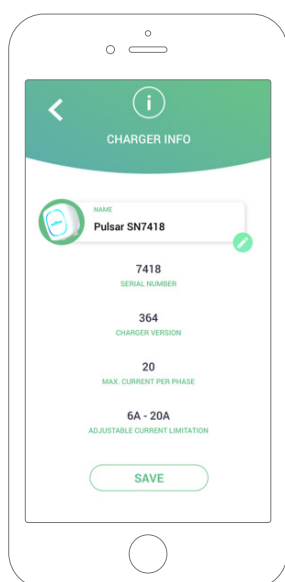 i
CHARGER INFO
NAME
Pulsar SN7418
7418
SERIAL NUMBER
364
CHARGER VERSION
20
MAX. CURRENT PER PHASE
6A - 20A
ADJUSTABLE CURRENT LIMITATION
SAVE